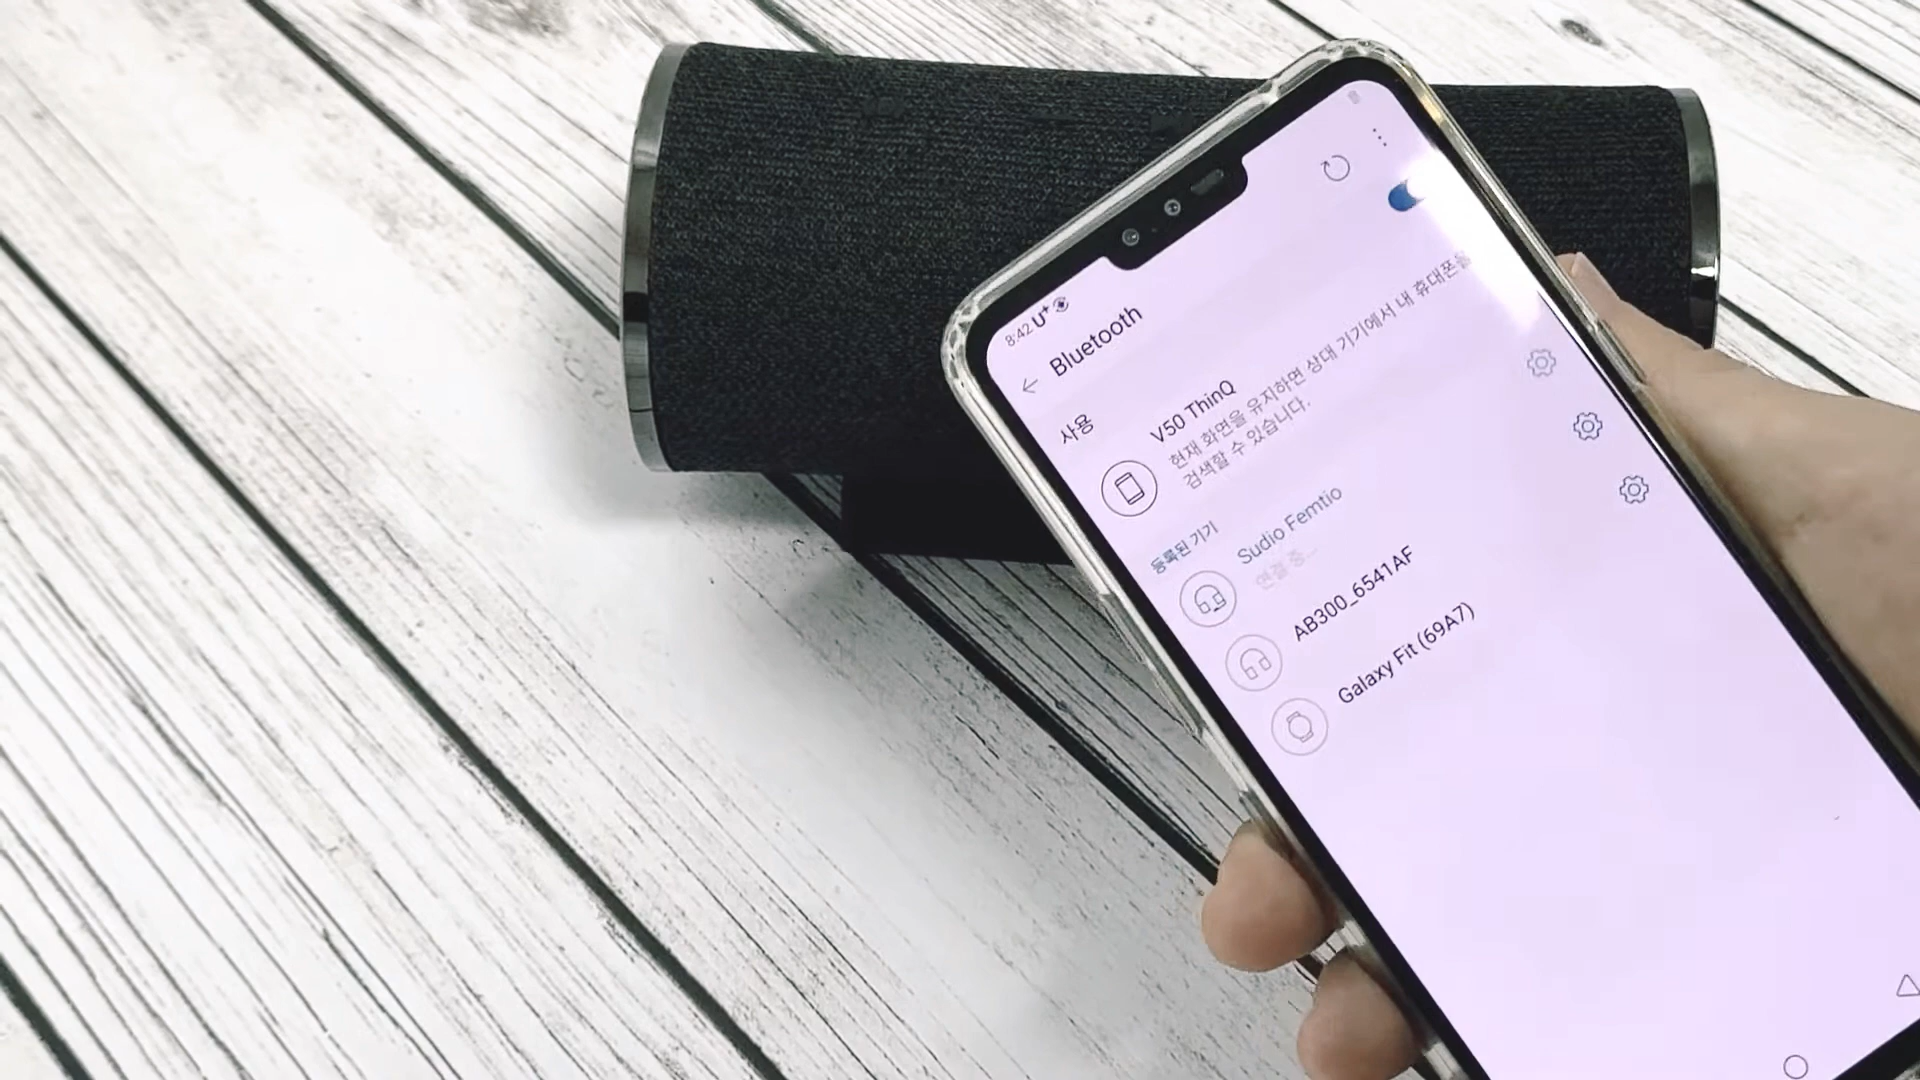 8:42 U+
Bluetooth
사용
V50 ThinQ
현재 화면을 유지하면 상대 기기에서 내 휴대폰을
검색할 수 있습니다.
등록된 기기
Sudio Femtio
연결 중...
AB300_6541AF
Galaxy Fit (69A7)